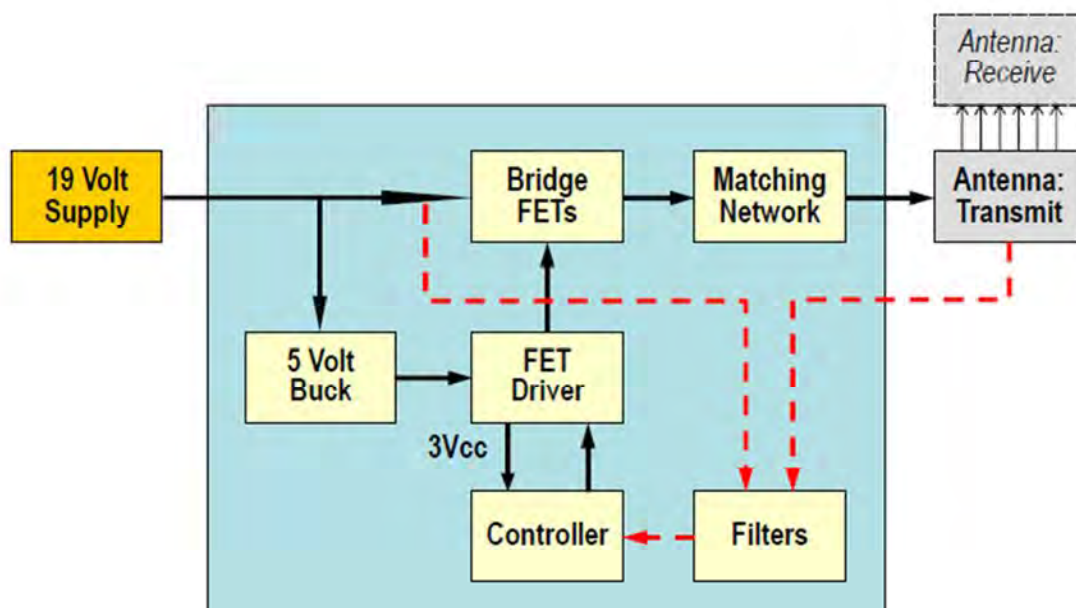 Antenna:
Receive
19 Volt
Supply
Bridge
FETs
Matching
Network
Antenna:
Transmit
5 Volt
Buck
FET
Driver
3Vcc
Controller
Filters